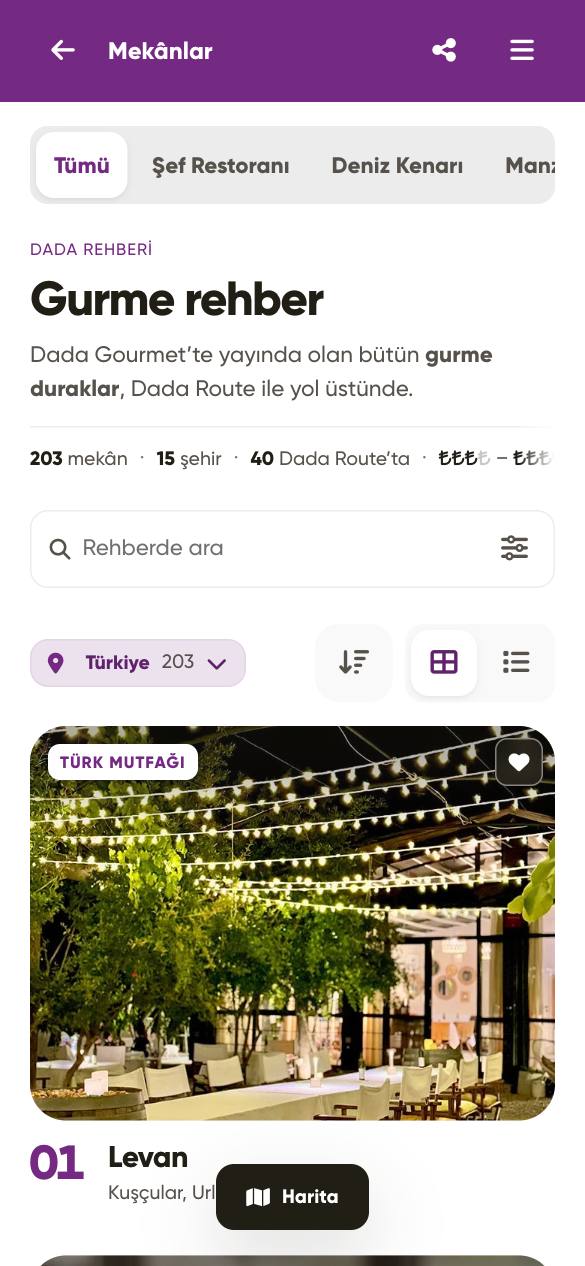 Mekânlar
Tümü Şef Restoranı Deniz Kenarı Manz
DADA REHBERİ
Gurme rehber
Dada Gourmet’te yayında olan bütün gurme
duraklar, Dada Route ile yol üstünde.
203 mekân · 15 şehir · 40 Dada Route’ta · ₺₺₺₺ – ₺₺₺
Rehberde ara
Türkiye 203
TÜRK MUTFAĞI
01 Levan
Kuşçular, Url
Harita